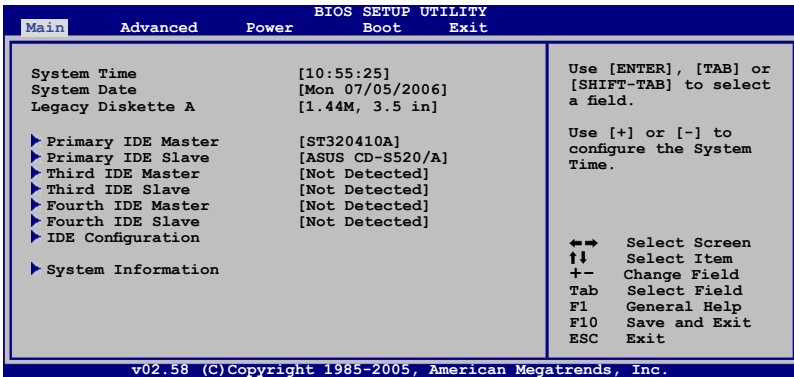 BIOS SETUP UTILITY
Main Advanced Power Boot Exit
System Time [10:55:25]
System Date [Mon 07/05/2006]
Legacy Diskette A [1.44M, 3.5 in]
Primary IDE Master [ST320410A]
Primary IDE Slave [ASUS CD-S520/A]
Third IDE Master [Not Detected]
Third IDE Slave [Not Detected]
Fourth IDE Master [Not Detected]
Fourth IDE Slave [Not Detected]
IDE Configuration
System Information
Use [ENTER], [TAB] or
[SHIFT-TAB] to select
a field.
Use [+] or [-] to
configure the System
Time.
←→ Select Screen
↑↓ Select Item
+- Change Field
Tab Select Field
F1 General Help
F10 Save and Exit
ESC Exit
v02.58 (C)Copyright 1985-2005, American Megatrends, Inc.